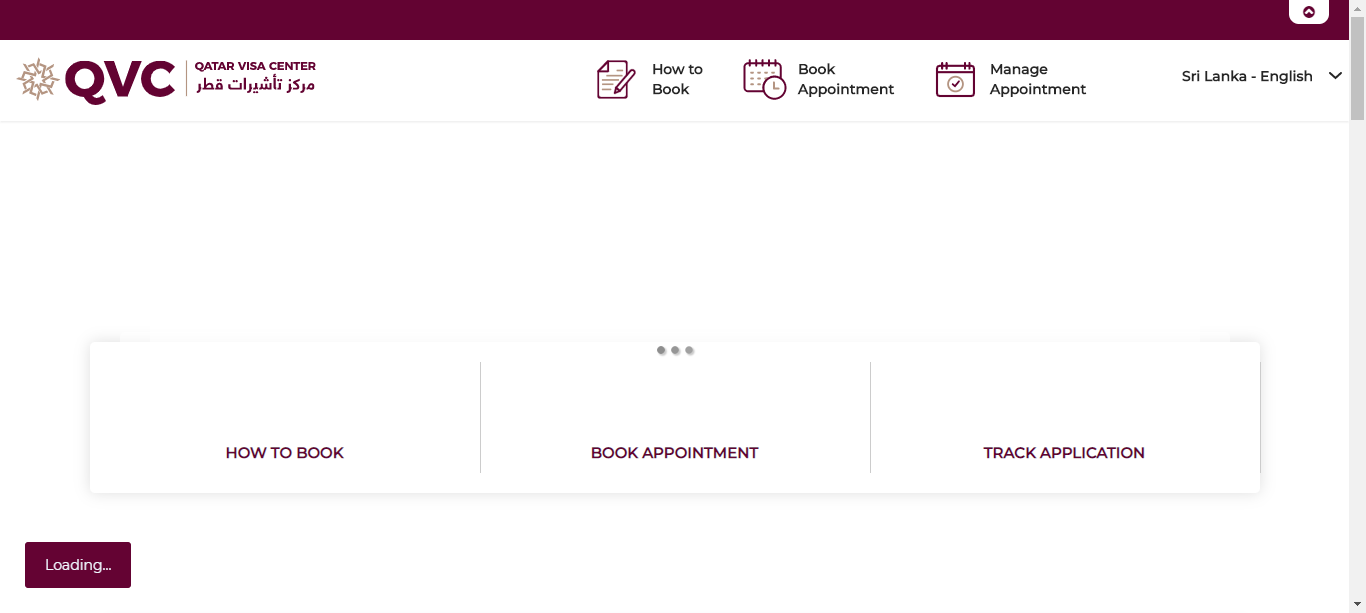 QVC
QATAR VISA CENTER
مركز تأشيرات قطر
How to
Book
Book
Appointment
Manage
Appointment
Sri Lanka - English
HOW TO BOOK
BOOK APPOINTMENT
TRACK APPLICATION
Loading...